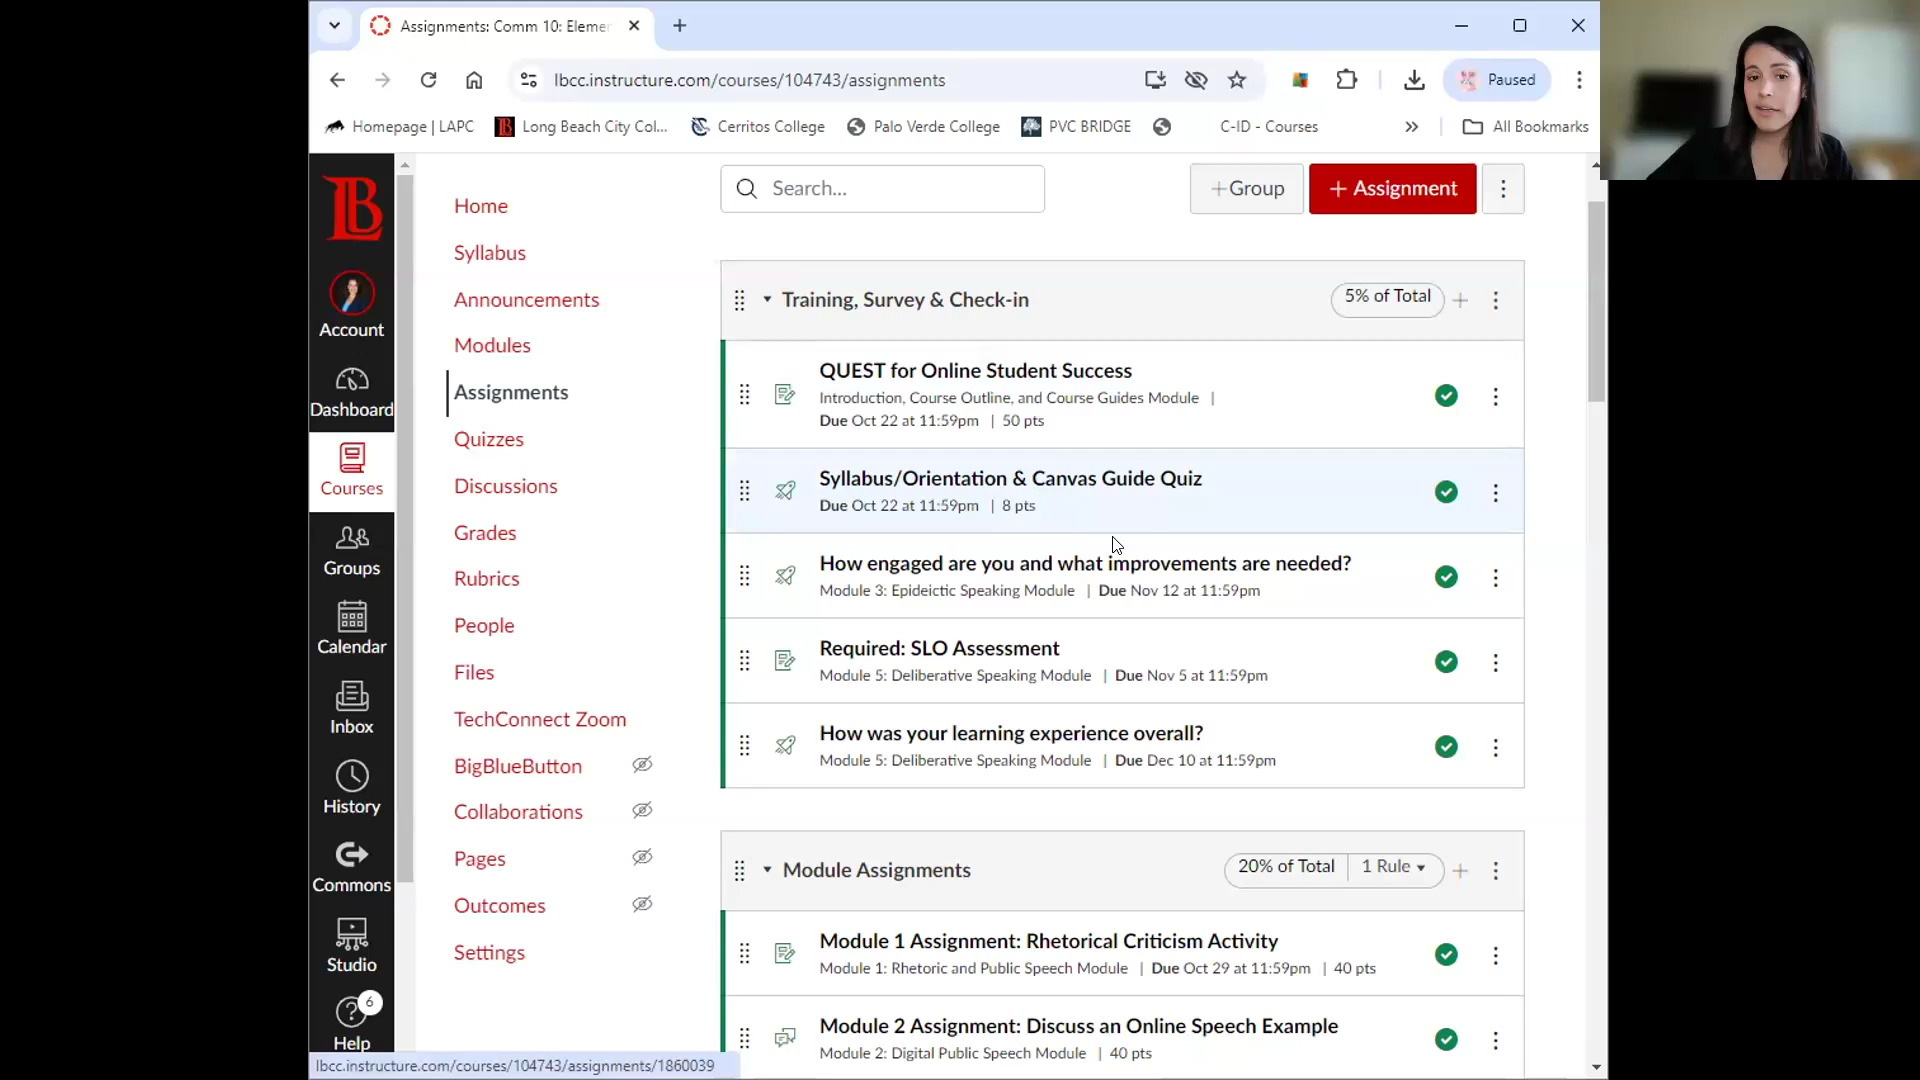 Assignments: Comm 10: Elemen
lbcc.instructure.com/courses/104743/assignments
Paused
Homepage | LAPC
Long Beach City Col...
Cerritos College
Palo Verde College
PVC BRIDGE
C-ID - Courses
All Bookmarks
LB
Account
Dashboard
Courses
Groups
Calendar
Inbox
History
Commons
Studio
6
Help
Home
Syllabus
Announcements
Modules
Assignments
Quizzes
Discussions
Grades
Rubrics
People
Files
TechConnect Zoom
BigBlueButton
Collaborations
Pages
Outcomes
Settings
Search...
+Group
+ Assignment
Training, Survey & Check-in
5% of Total
QUEST for Online Student Success
Introduction, Course Outline, and Course Guides Module |
Due Oct 22 at 11:59pm | 50 pts
Syllabus/Orientation & Canvas Guide Quiz
Due Oct 22 at 11:59pm | 8 pts
How engaged are you and what improvements are needed?
Module 3: Epideictic Speaking Module | Due Nov 12 at 11:59pm
Required: SLO Assessment
Module 5: Deliberative Speaking Module | Due Nov 5 at 11:59pm
How was your learning experience overall?
Module 5: Deliberative Speaking Module | Due Dec 10 at 11:59pm
Module Assignments
20% of Total
1 Rule
Module 1 Assignment: Rhetorical Criticism Activity
Module 1: Rhetoric and Public Speech Module | Due Oct 29 at 11:59pm | 40 pts
Module 2 Assignment: Discuss an Online Speech Example
Module 2: Digital Public Speech Module | 40 pts
lbcc.instructure.com/courses/104743/assignments/1860039